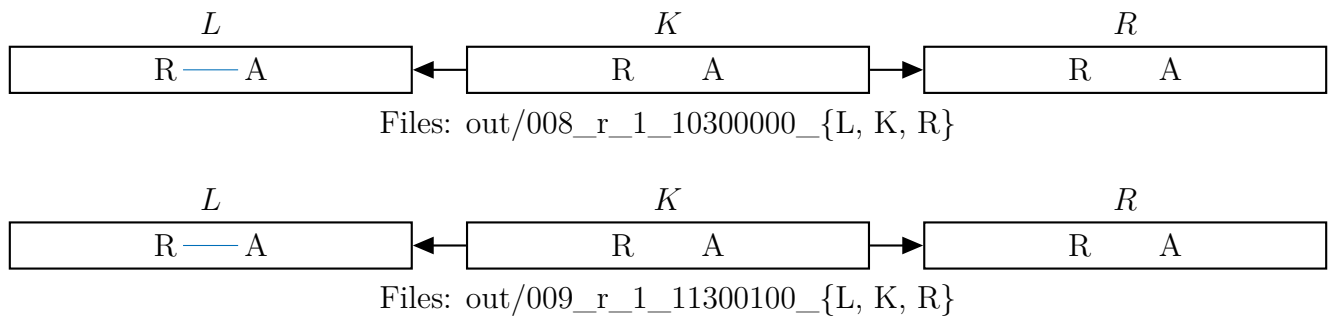 L K R
R A R A R A
Files: out/008_r_1_10300000_{L, K, R}
L K R
R A R A R A
Files: out/009_r_1_11300100_{L, K, R}